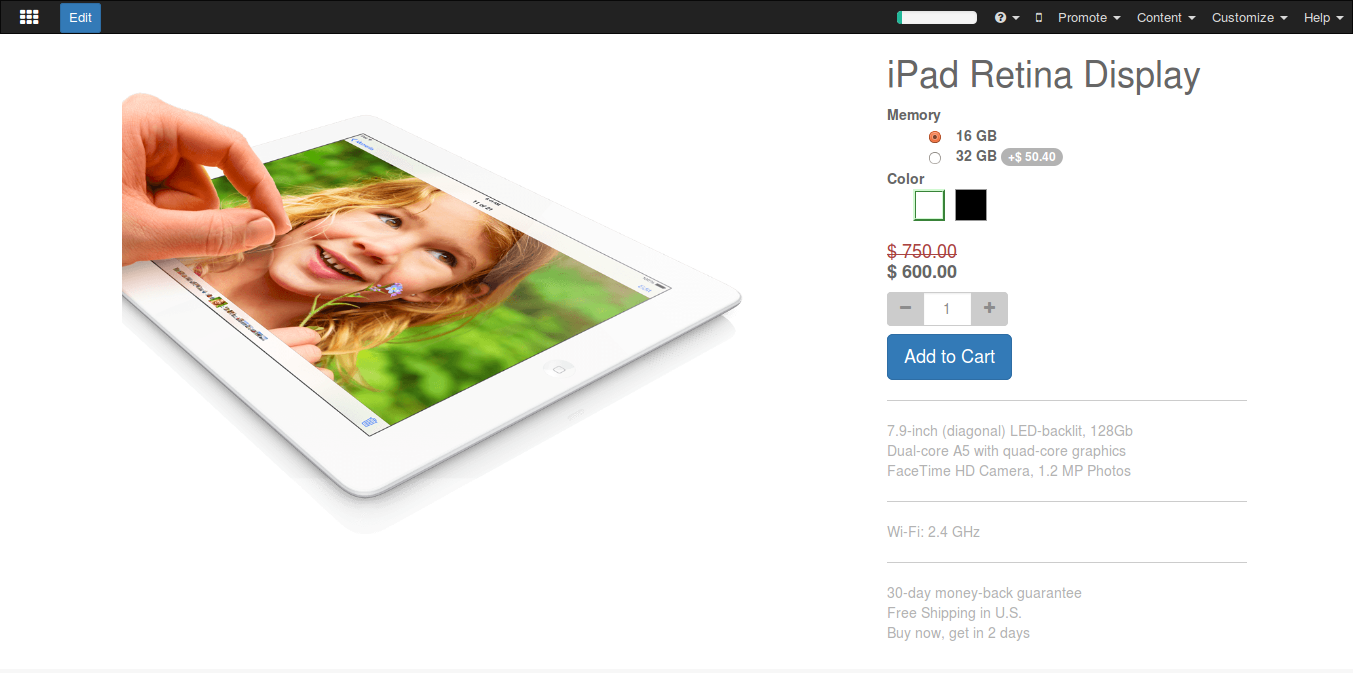 Edit
Promote
Content
Customize
Help
iPad Retina Display
Memory
16 GB
32 GB +$ 50.40
Color
$ 750.00
$ 600.00
1
Add to Cart
7.9-inch (diagonal) LED-backlit, 128Gb
Dual-core A5 with quad-core graphics
FaceTime HD Camera, 1.2 MP Photos
Wi-Fi: 2.4 GHz
30-day money-back guarantee
Free Shipping in U.S.
Buy now, get in 2 days